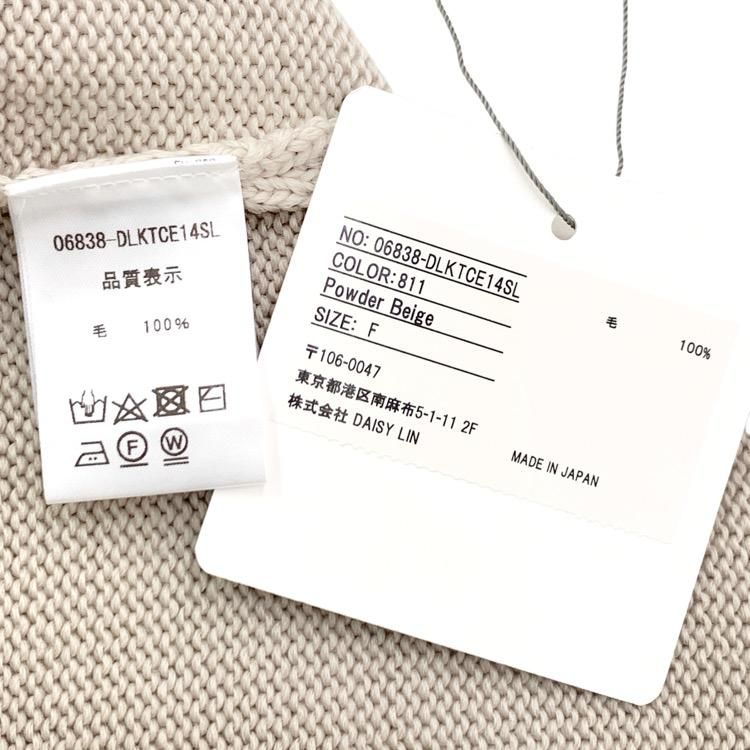 06838-DLKTCE14SL
品質表示
毛 100%
F
W
NO: 06838-DLKTCE14SL
COLOR:811
Powder Beige
SIZE: F
毛 100%
〒106-0047
東京都港区南麻布5-1-11 2F
株式会社 DAISY LIN
MADE IN JAPAN